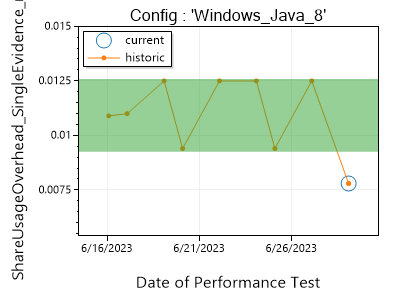 Config : 'Windows_Java_8'
current
historic
0.015
0.0125
0.01
0.0075
6/16/2023
6/21/2023
6/26/2023
Date of Performance Test
ShareUsageOverhead_SingleEvidence_